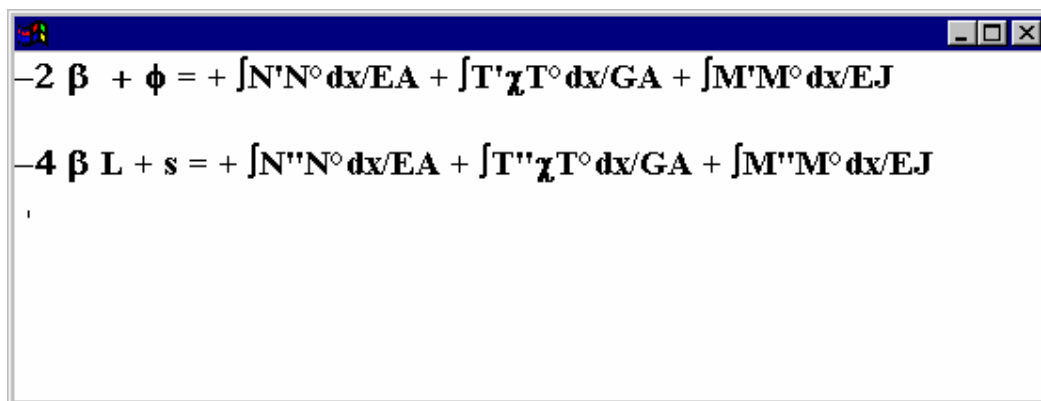 –2 β + ϕ = + ∫N'N° dx/EA + ∫T'χT° dx/GA + ∫M'M° dx/EJ
–4 β L + s = + ∫N''N° dx/EA + ∫T''χT° dx/GA + ∫M''M° dx/EJ